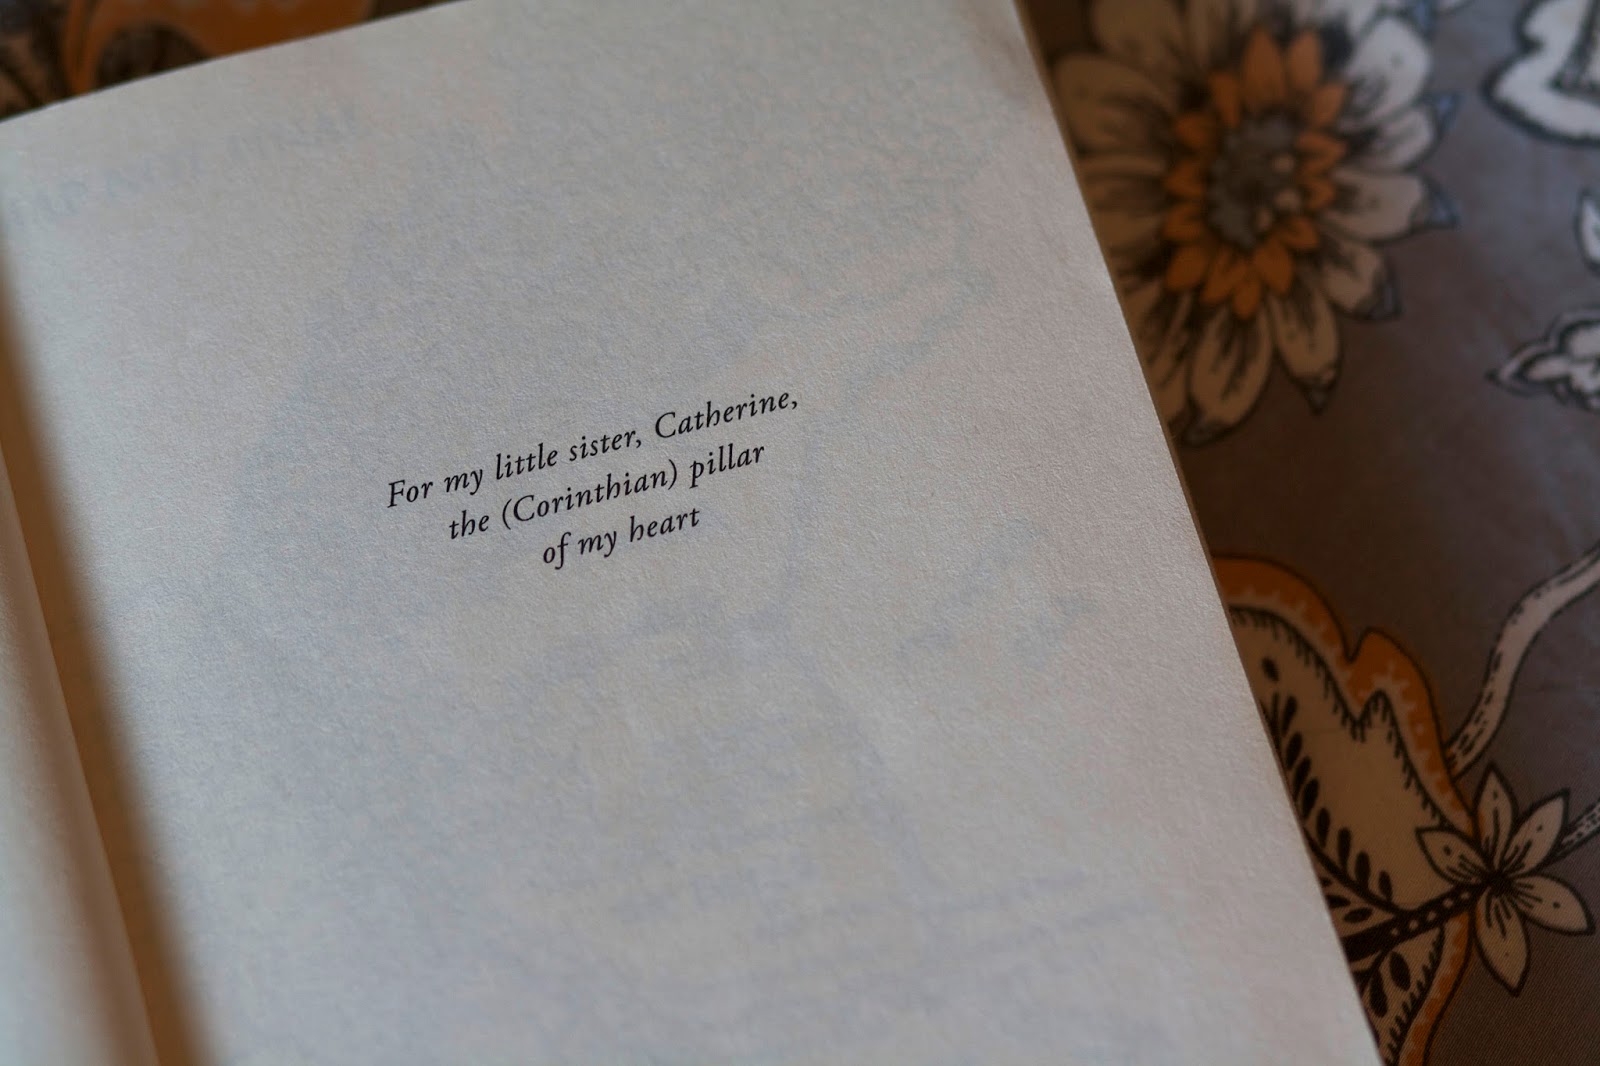 For my little sister, Catherine,
the (Corinthian) pillar
of my heart